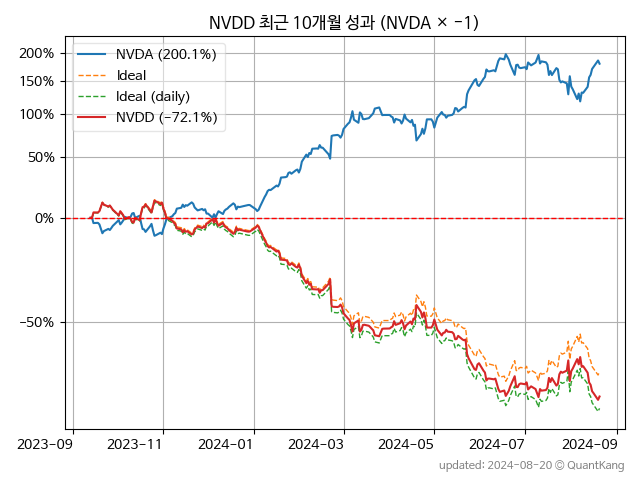 NVDD 최근 10개월 성과 (NVDA × −1)
NVDA (200.1%)
Ideal
Ideal (daily)
NVDD (−72.1%)
200%
150%
100%
50%
0%
−50%
2023-09
2023-11
2024-01
2024-03
2024-05
2024-07
2024-09
updated: 2024-08-20 © QuantKang